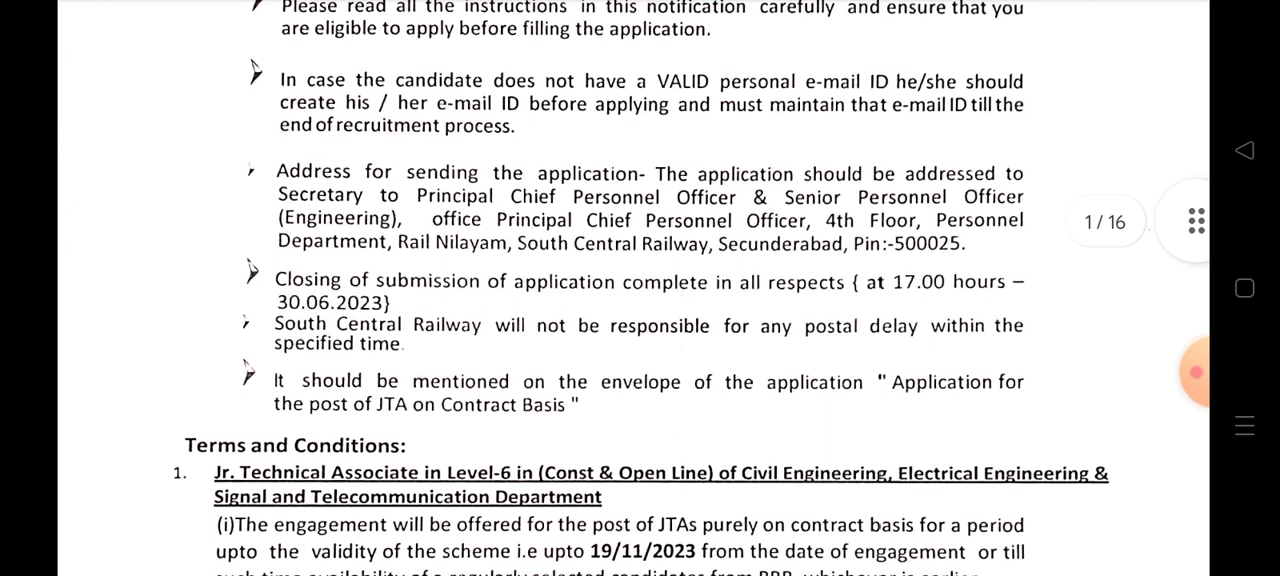 Please read all the instructions in this notification carefully and ensure that you
are eligible to apply before filling the application.
In case the candidate does not have a VALID personal e-mail ID he/she should
create his / her e-mail ID before applying and must maintain that e-mail ID till the
end of recruitment process.
Address for sending the application- The application should be addressed to
Secretary to Principal Chief Personnel Officer & Senior Personnel Officer
(Engineering), office Principal Chief Personnel Officer, 4th Floor, Personnel
Department, Rail Nilayam, South Central Railway, Secunderabad, Pin:-500025.
1 / 16
Closing of submission of application complete in all respects { at 17.00 hours –
30.06.2023}
South Central Railway will not be responsible for any postal delay within the
specified time.
It should be mentioned on the envelope of the application " Application for
the post of JTA on Contract Basis "
Terms and Conditions:
1. Jr. Technical Associate in Level-6 in (Const & Open Line) of Civil Engineering, Electrical Engineering &
Signal and Telecommunication Department
(i)The engagement will be offered for the post of JTAs purely on contract basis for a period
upto the validity of the scheme i.e upto 19/11/2023 from the date of engagement or till